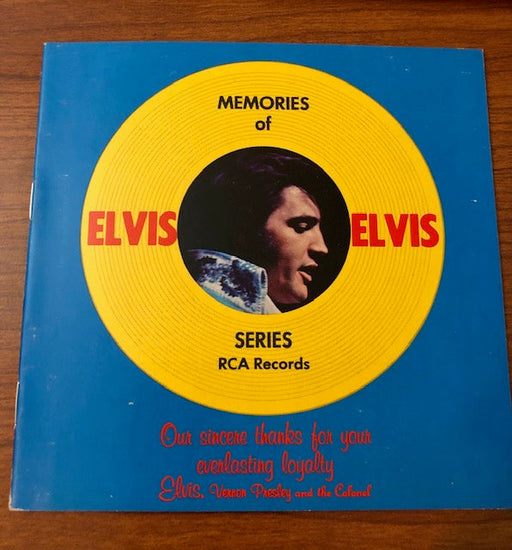 MEMORIES
of
ELVIS ELVIS
SERIES
RCA Records
Our sincere thanks for your
everlasting loyalty
Elvis, Vernon Presley and the Colonel